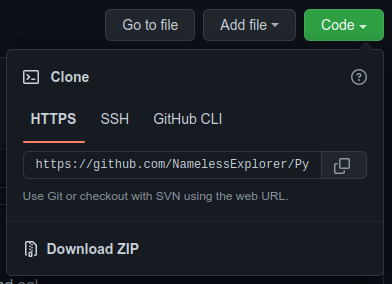 Go to file
Add file
Code
Clone
HTTPS
SSH
GitHub CLI
https://github.com/NamelessExplorer/Py
Use Git or checkout with SVN using the web URL.
Download ZIP